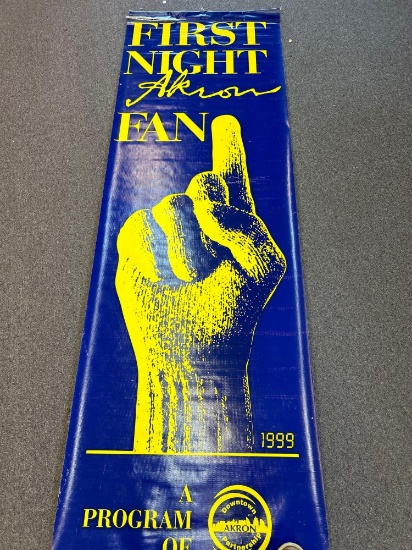 FIRST
NIGHT
Akron
FAN
1999
A
PROGRAM
OF
Downtown
AKRON
Partnership